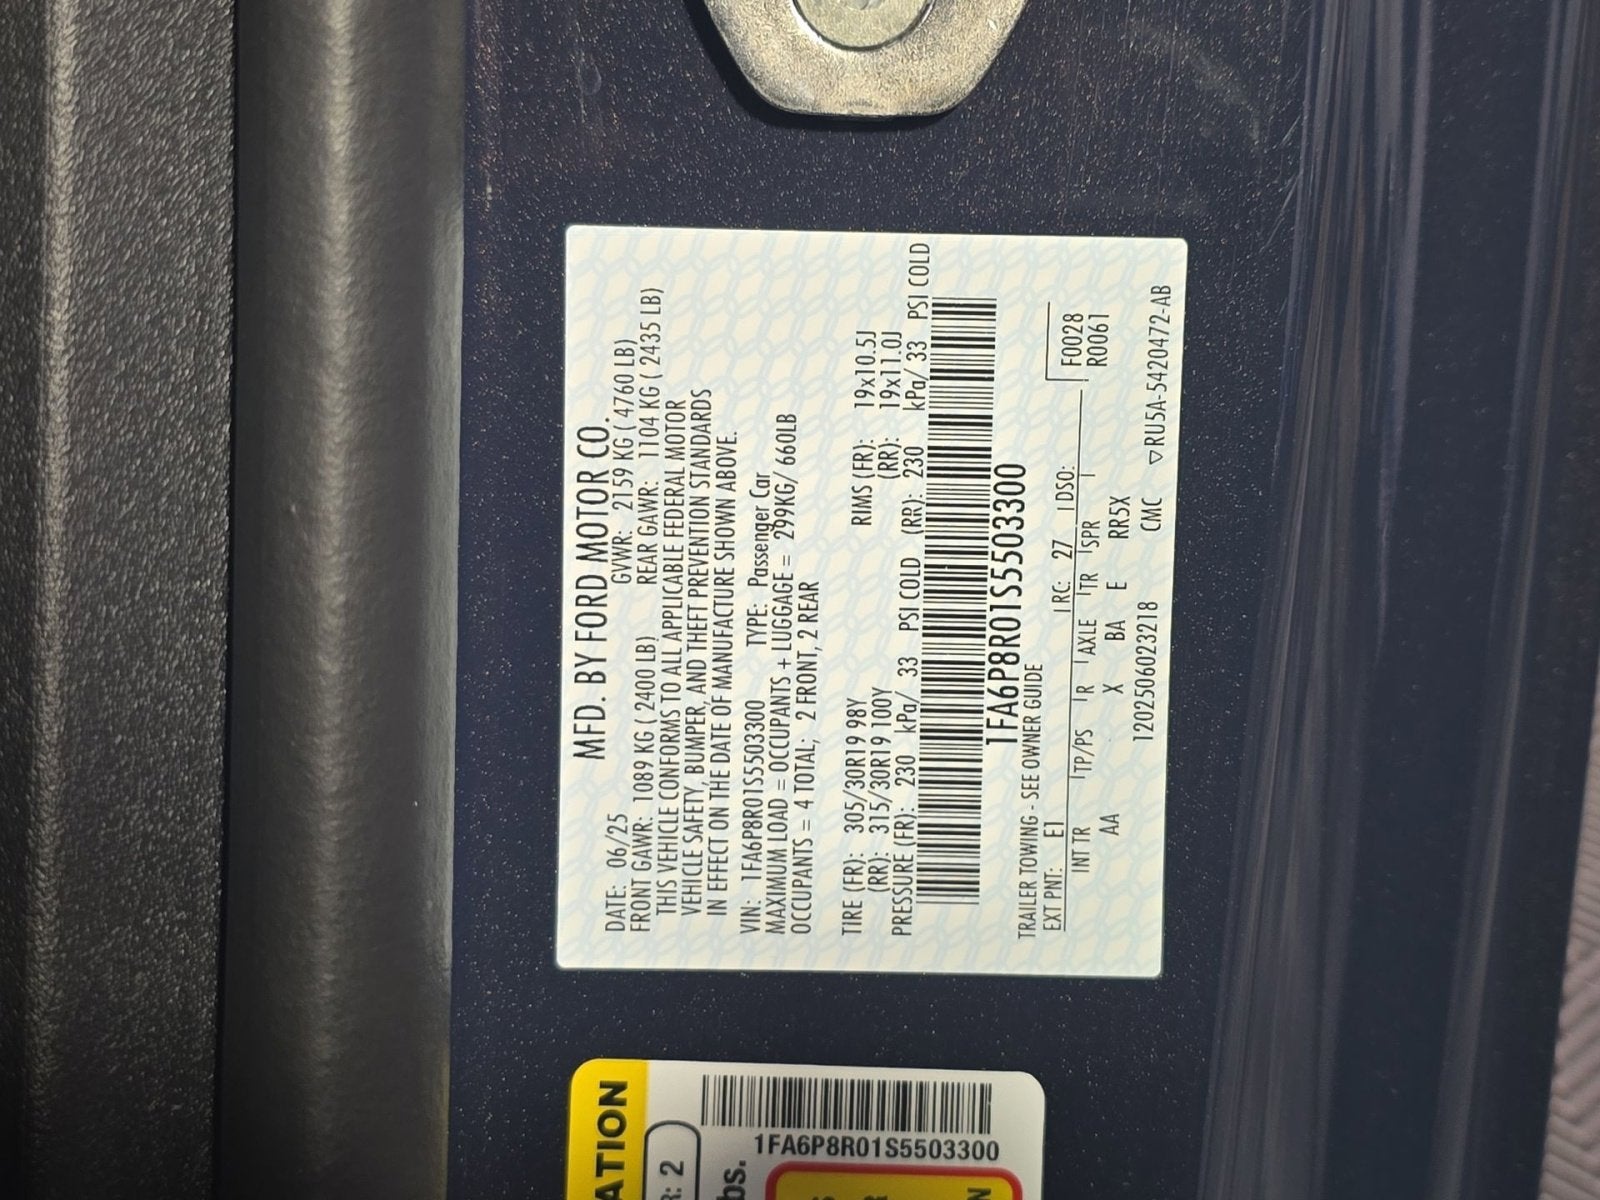 MFD. BY FORD MOTOR CO.
DATE: 06/25 GVWR: 2159 KG ( 4760 LB)
FRONT GAWR: 1089 KG ( 2400 LB) REAR GAWR: 1104 KG ( 2435 LB)
THIS VEHICLE CONFORMS TO ALL APPLICABLE FEDERAL MOTOR
VEHICLE SAFETY, BUMPER, AND THEFT PREVENTION STANDARDS
IN EFFECT ON THE DATE OF MANUFACTURE SHOWN ABOVE.
VIN: 1FA6P8R01S5503300 TYPE: Passenger Car
MAXIMUM LOAD = OCCUPANTS + LUGGAGE = 299KG/ 660LB
OCCUPANTS = 4 TOTAL, 2 FRONT, 2 REAR
TIRE (FR): 305/30R19 98Y RIMS (FR): 19x10.5J
(RR): 315/30R19 100Y (RR): 19x11.0J
PRESSURE (FR): 230 kPa/ 33 PSI COLD (RR): 230 kPa/ 33 PSI COLD
1FA6P8R01S5503300
TRAILER TOWING - SEE OWNER GUIDE
EXT PNT: E1 RC: 27 DSO: F0028
INT TR TP/PS R AXLE TR SPR R0061
AA X BA E RR5X
1202506023218 CMC ▽RU5A-5420472-AB
ATION
R: 2
bs.
1FA6P8R01S5503300